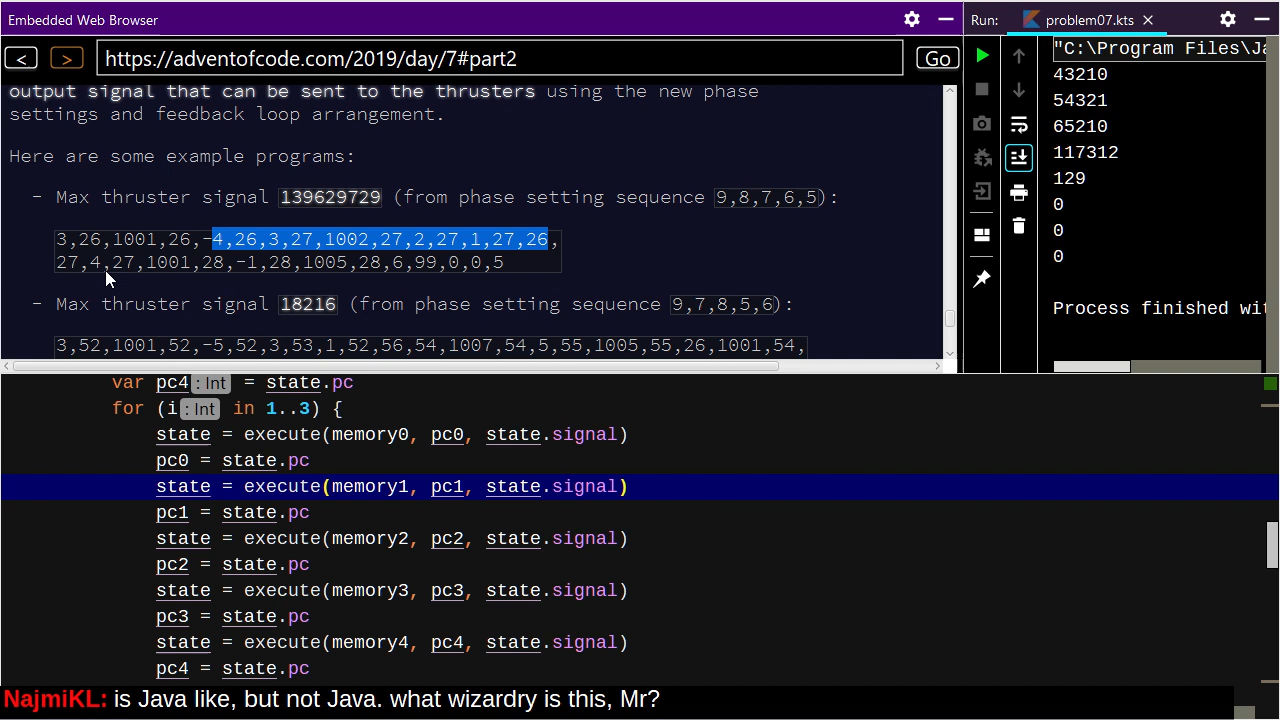 Embedded Web Browser
< > https://adventofcode.com/2019/day/7#part2 Go
output signal that can be sent to the thrusters using the new phase
settings and feedback loop arrangement.
Here are some example programs:
- Max thruster signal 139629729 (from phase setting sequence 9,8,7,6,5):
3,26,1001,26,-4,26,3,27,1002,27,2,27,1,27,26,
27,4,27,1001,28,-1,28,1005,28,6,99,0,0,5
- Max thruster signal 18216 (from phase setting sequence 9,7,8,5,6):
3,52,1001,52,-5,52,3,53,1,52,56,54,1007,54,5,55,1005,55,26,1001,54,
Run: problem07.kts
"C:\Program Files\Ja
43210
54321
65210
117312
129
0
0
0
Process finished wit
var pc4 : Int = state.pc
for (i : Int in 1..3) {
state = execute(memory0, pc0, state.signal)
pc0 = state.pc
state = execute(memory1, pc1, state.signal)
pc1 = state.pc
state = execute(memory2, pc2, state.signal)
pc2 = state.pc
state = execute(memory3, pc3, state.signal)
pc3 = state.pc
state = execute(memory4, pc4, state.signal)
pc4 = state.pc
NajmiKL: is Java like, but not Java. what wizardry is this, Mr?